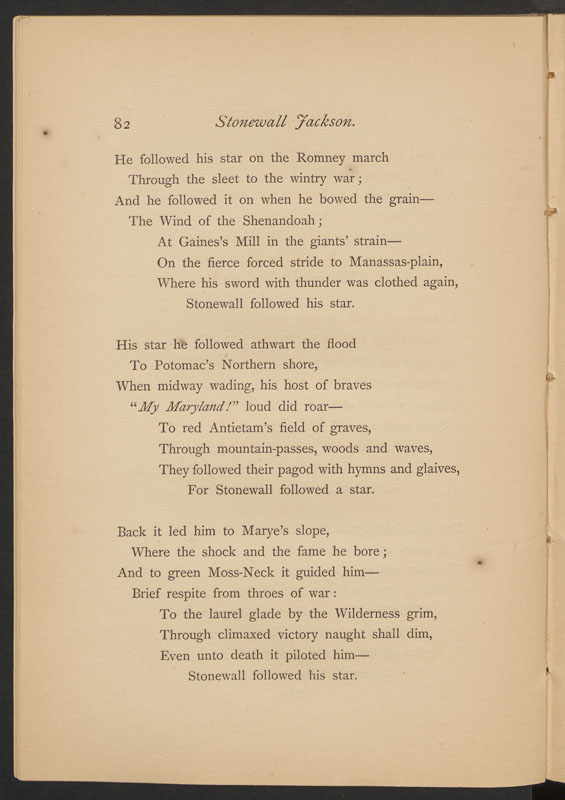 82 Stonewall Jackson.
He followed his star on the Romney march
Through the sleet to the wintry war;
And he followed it on when he bowed the grain—
The Wind of the Shenandoah;
At Gaines's Mill in the giants' strain—
On the fierce forced stride to Manassas-plain,
Where his sword with thunder was clothed again,
Stonewall followed his star.
His star he followed athwart the flood
To Potomac's Northern shore,
When midway wading, his host of braves
“My Maryland!” loud did roar—
To red Antietam's field of graves,
Through mountain-passes, woods and waves,
They followed their pagod with hymns and glaives,
For Stonewall followed a star.
Back it led him to Marye's slope,
Where the shock and the fame he bore;
And to green Moss-Neck it guided him—
Brief respite from throes of war:
To the laurel glade by the Wilderness grim,
Through climaxed victory naught shall dim,
Even unto death it piloted him—
Stonewall followed his star.